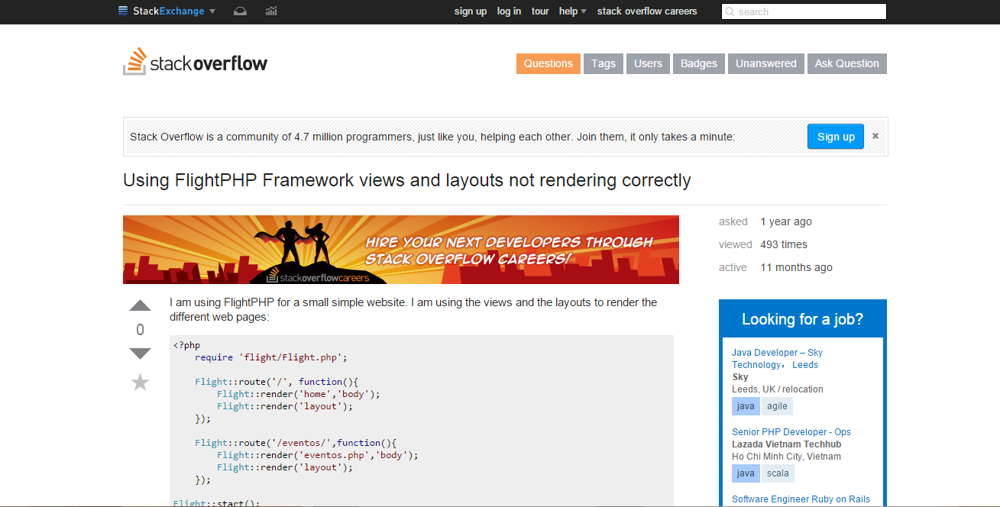 StackExchange
sign up log in tour help stack overflow careers
search
stackoverflow
Questions Tags Users Badges Unanswered Ask Question
Stack Overflow is a community of 4.7 million programmers, just like you, helping each other. Join them, it only takes a minute:
Sign up ×
Using FlightPHP Framework views and layouts not rendering correctly
HIRE YOUR NEXT DEVELOPERS THROUGH
STACK OVERFLOW CAREERS!
stackoverflowcareers
asked 1 year ago
viewed 493 times
active 11 months ago
0
I am using FlightPHP for a small simple website. I am using the views and the layouts to render the
different web pages:
<?php
require 'flight/Flight.php';
Flight::route('/', function(){
Flight::render('home','body');
Flight::render('layout');
});
Flight::route('/eventos/',function(){
Flight::render('eventos.php','body');
Flight::render('layout');
});
Flight::start();
Looking for a job?
Java Developer – Sky
Technology， Leeds
Sky
Leeds, UK / relocation
java agile
Senior PHP Developer - Ops
Lazada Vietnam Techhub
Ho Chi Minh City, Vietnam
java scala
Software Engineer Ruby on Rails